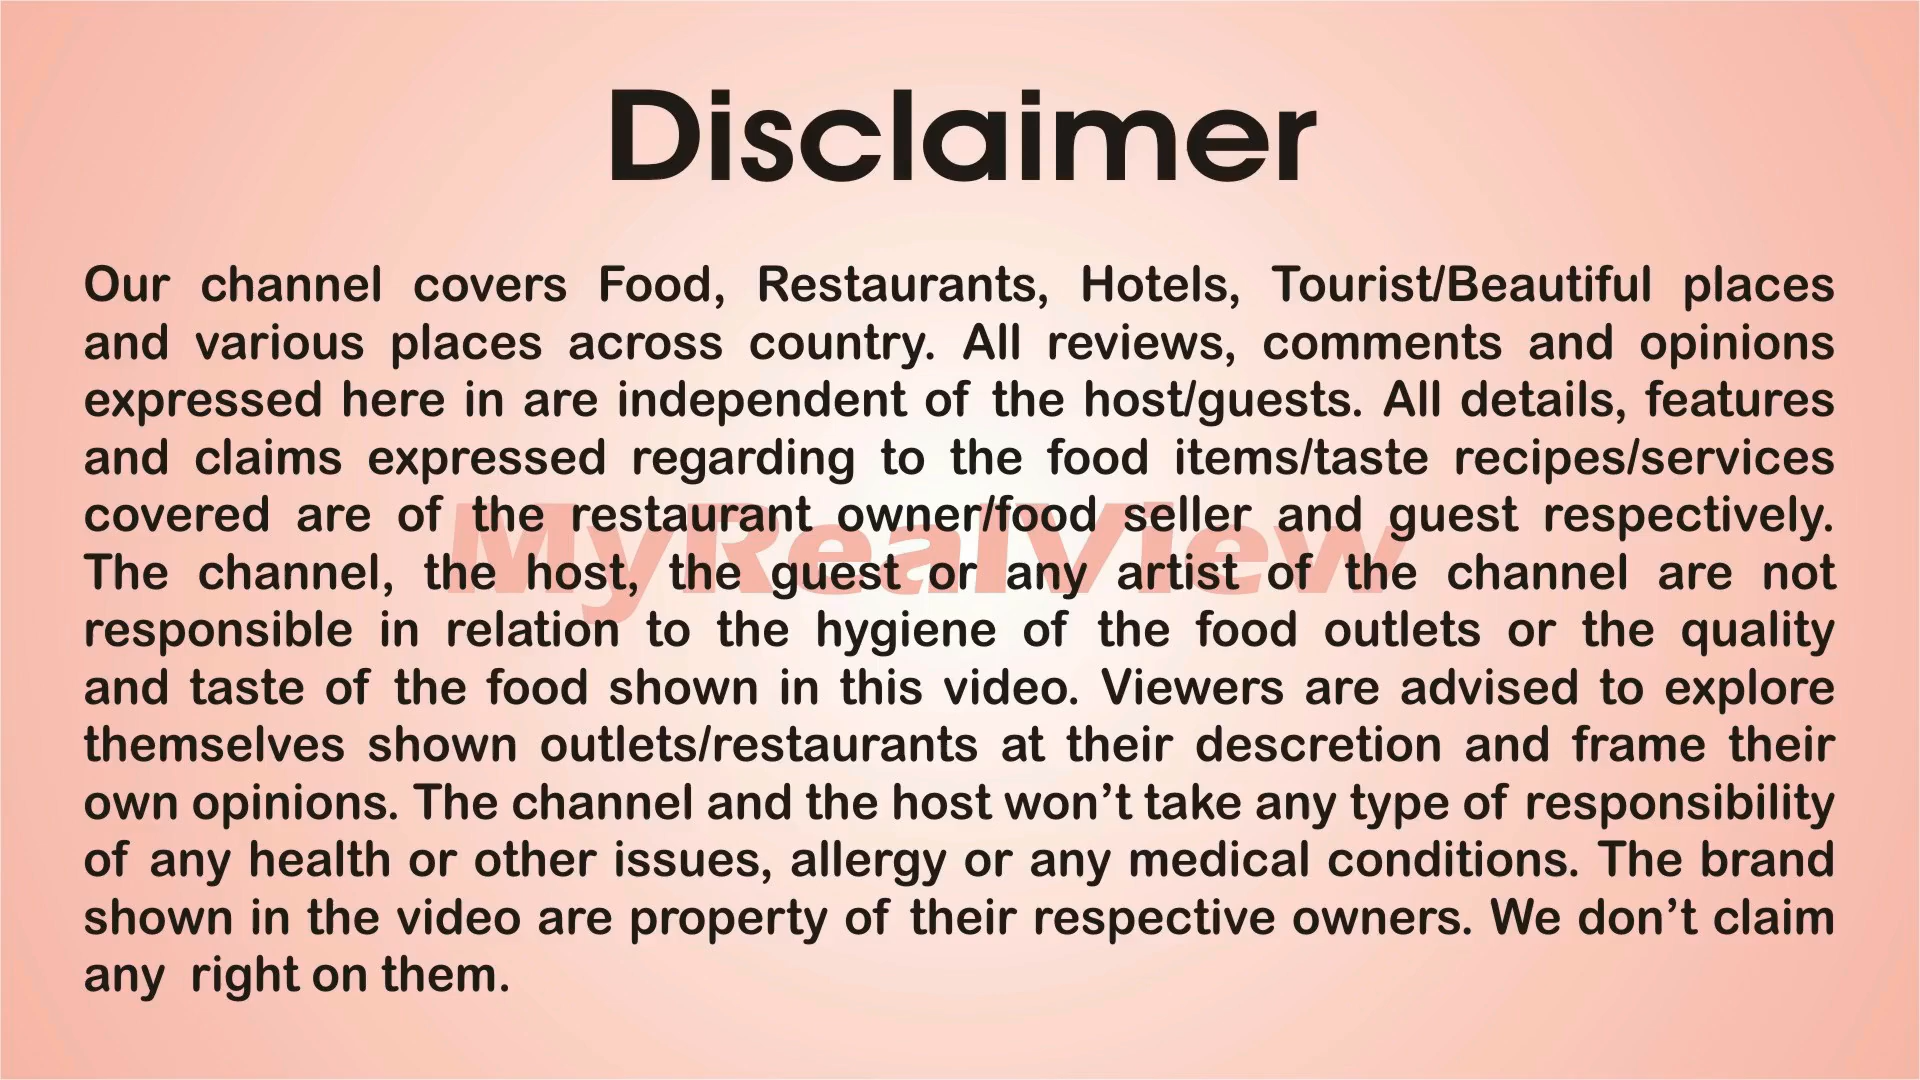 Disclaimer
Our channel covers Food, Restaurants, Hotels, Tourist/Beautiful places
and various places across country. All reviews, comments and opinions
expressed here in are independent of the host/guests. All details, features
and claims expressed regarding to the food items/taste recipes/services
covered are of the restaurant owner/food seller and guest respectively.
The channel, the host, the guest or any artist of the channel are not
responsible in relation to the hygiene of the food outlets or the quality
and taste of the food shown in this video. Viewers are advised to explore
themselves shown outlets/restaurants at their descretion and frame their
own opinions. The channel and the host won’t take any type of responsibility
of any health or other issues, allergy or any medical conditions. The brand
shown in the video are property of their respective owners. We don’t claim
any right on them.
MyRealView